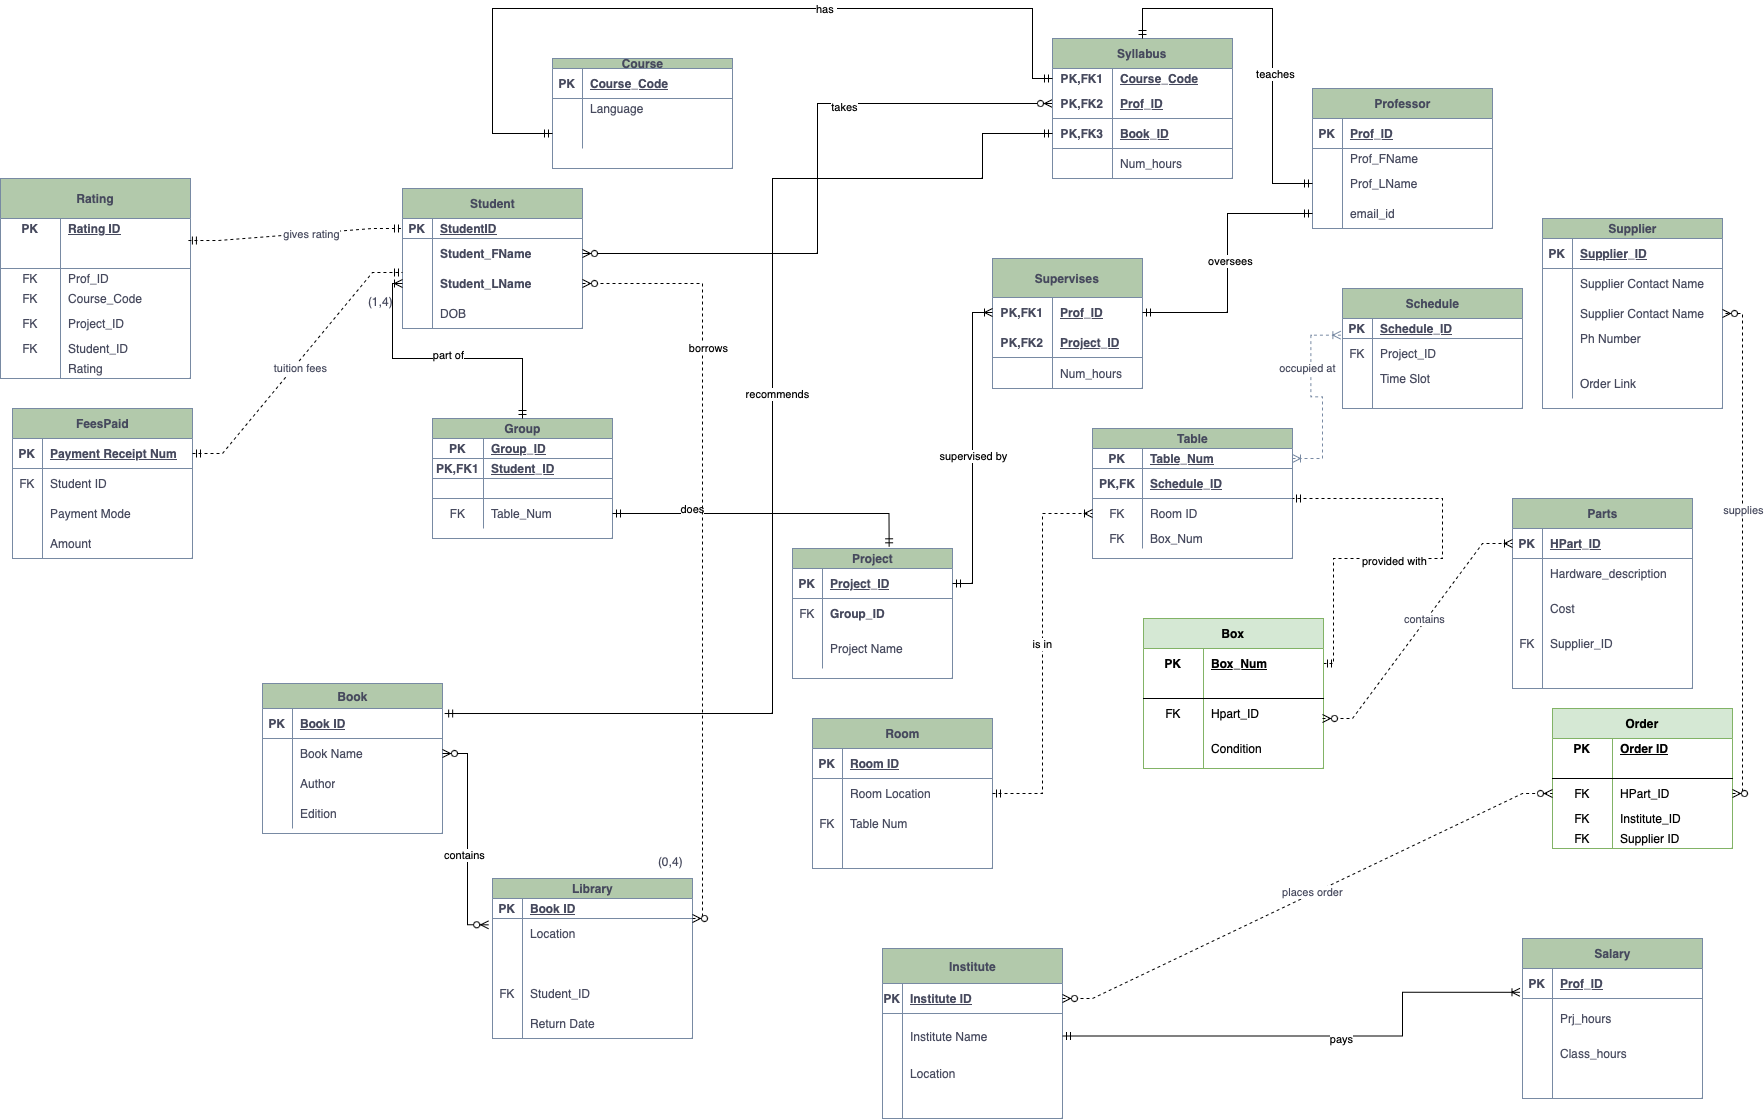 has
Course
PK Course_Code
Language
Syllabus
PK,FK1 Course_Code
PK,FK2 Prof_ID
PK,FK3 Book_ID
Num_hours
teaches
takes
Professor
PK Prof_ID
Prof_FName
Prof_LName
email_id
Rating
PK Rating ID
FK Prof_ID
FK Course_Code
FK Project_ID
FK Student_ID
Rating
gives rating
Student
PK StudentID
Student_FName
Student_LName
DOB
(1,4)
part of
tuition fees
borrows
recommends
oversees
Supervises
PK,FK1 Prof_ID
PK,FK2 Project_ID
Num_hours
supervised by
Supplier
PK Supplier_ID
Supplier Contact Name
Supplier Contact Name
Ph Number
Order Link
Schedule
PK Schedule_ID
FK Project_ID
Time Slot
occupied at
FeesPaid
PK Payment Receipt Num
FK Student ID
Payment Mode
Amount
Group
PK Group_ID
PK,FK1 Student_ID
FK Table_Num
does
Table
PK Table_Num
PK,FK Schedule_ID
FK Room ID
FK Box_Num
provided with
Parts
PK HPart_ID
Hardware_description
Cost
FK Supplier_ID
supplies
contains
Project
PK Project_ID
FK Group_ID
Project Name
is in
Box
PK Box_Num
FK Hpart_ID
Condition
Book
PK Book ID
Book Name
Author
Edition
contains
Room
PK Room ID
Room Location
FK Table Num
Order
PK Order ID
FK HPart_ID
FK Institute_ID
FK Supplier ID
(0,4)
Library
PK Book ID
Location
FK Student_ID
Return Date
places order
Institute
PK Institute ID
Institute Name
Location
pays
Salary
PK Prof_ID
Prj_hours
Class_hours